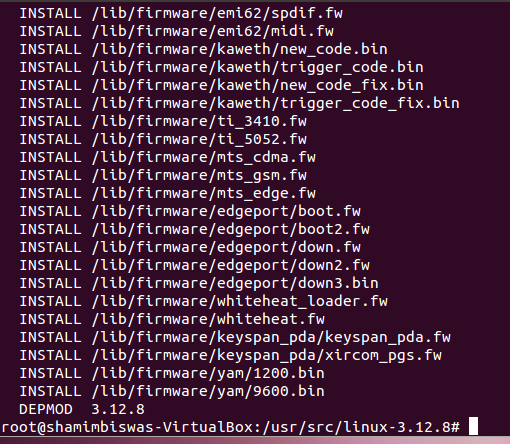 INSTALL /lib/firmware/emi62/spdif.fw
INSTALL /lib/firmware/emi62/midi.fw
INSTALL /lib/firmware/kaweth/new_code.bin
INSTALL /lib/firmware/kaweth/trigger_code.bin
INSTALL /lib/firmware/kaweth/new_code_fix.bin
INSTALL /lib/firmware/kaweth/trigger_code_fix.bin
INSTALL /lib/firmware/ti_3410.fw
INSTALL /lib/firmware/ti_5052.fw
INSTALL /lib/firmware/mts_cdma.fw
INSTALL /lib/firmware/mts_gsm.fw
INSTALL /lib/firmware/mts_edge.fw
INSTALL /lib/firmware/edgeport/boot.fw
INSTALL /lib/firmware/edgeport/boot2.fw
INSTALL /lib/firmware/edgeport/down.fw
INSTALL /lib/firmware/edgeport/down2.fw
INSTALL /lib/firmware/edgeport/down3.bin
INSTALL /lib/firmware/whiteheat_loader.fw
INSTALL /lib/firmware/whiteheat.fw
INSTALL /lib/firmware/keyspan_pda/keyspan_pda.fw
INSTALL /lib/firmware/keyspan_pda/xircom_pgs.fw
INSTALL /lib/firmware/yam/1200.bin
INSTALL /lib/firmware/yam/9600.bin
DEPMOD  3.12.8
root@shamimbiswas-VirtualBox:/usr/src/linux-3.12.8#